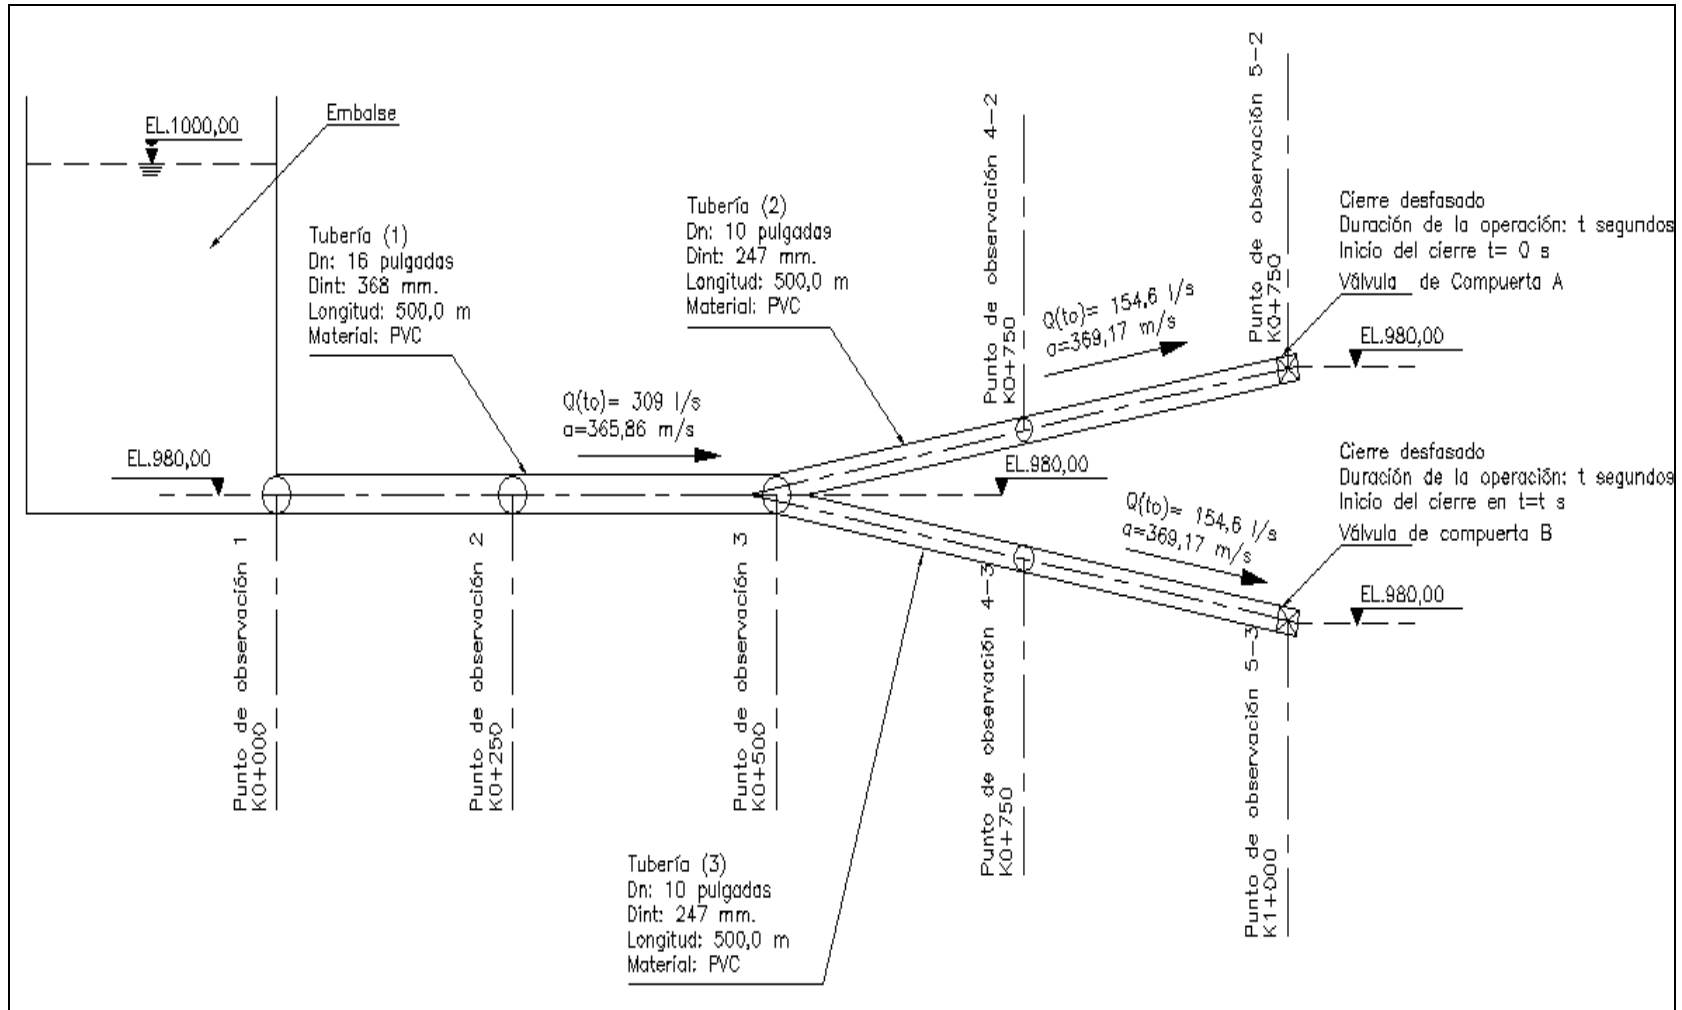 EL.1000,00
Embalse
Tubería (1)
Dn: 16 pulgadas
Dint: 368 mm.
Longitud: 500,0 m
Material: PVC
Tubería (2)
Dn: 10 pulgadas
Dint: 247 mm.
Longitud: 500,0 m
Material: PVC
Punto de observación 4-2
K0+750
Punto de observación 5-2
K0+750
Cierre desfasado
Duración de la operación: t segundos
Inicio del cierre t= 0 s
Válvula de Compuerta A
Q(to)= 154,6 l/s
a=369,17 m/s
EL.980,00
Q(to)= 309 l/s
a=365,86 m/s
EL.980,00
EL.980,00
Cierre desfasado
Duración de la operación: t segundos
Inicio del cierre en t=t s
Válvula de compuerta B
Q(to)= 154,6 l/s
a=369,17 m/s
EL.980,00
Punto de observación 1
K0+000
Punto de observación 2
K0+250
Punto de observación 3
K0+500
Punto de observación 4-3
K0+750
Punto de observación 5-3
K1+000
Tubería (3)
Dn: 10 pulgadas
Dint: 247 mm.
Longitud: 500,0 m
Material: PVC